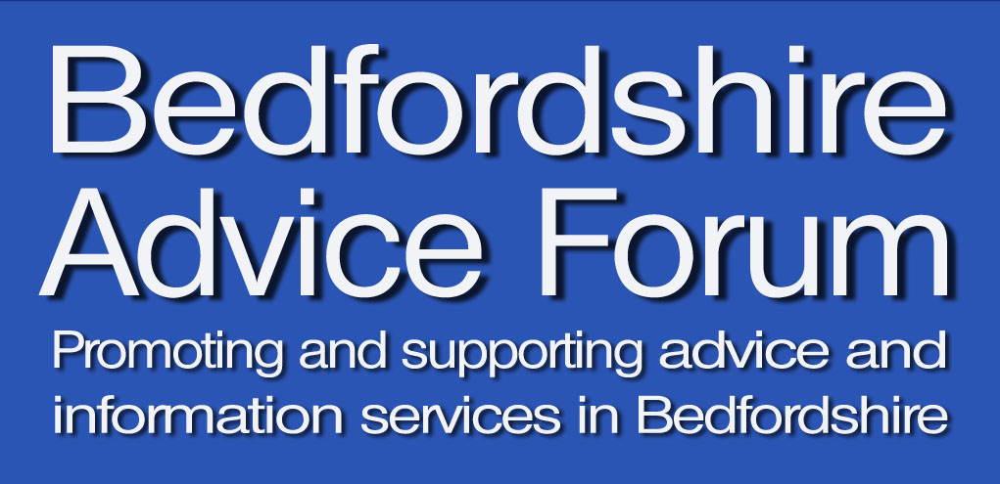 Bedfordshire
Advice Forum
Promoting and supporting advice and
information services in Bedfordshire